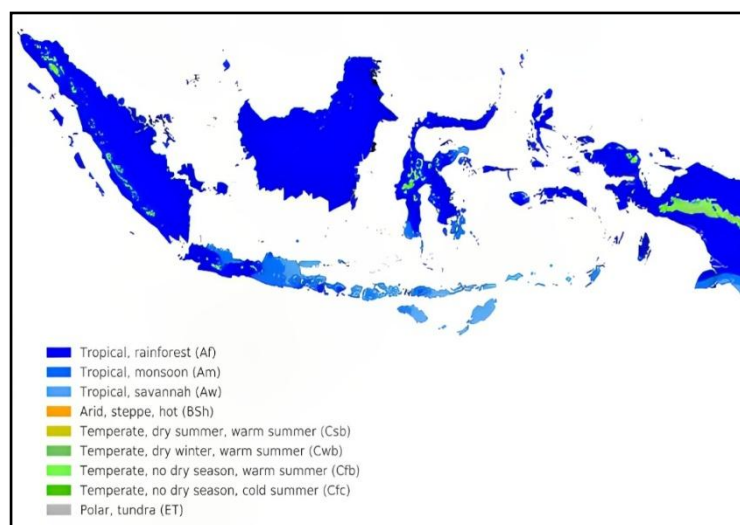 Tropical, rainforest (Af)
Tropical, monsoon (Am)
Tropical, savannah (Aw)
Arid, steppe, hot (BSh)
Temperate, dry summer, warm summer (Csb)
Temperate, dry winter, warm summer (Cwb)
Temperate, no dry season, warm summer (Cfb)
Temperate, no dry season, cold summer (Cfc)
Polar, tundra (ET)